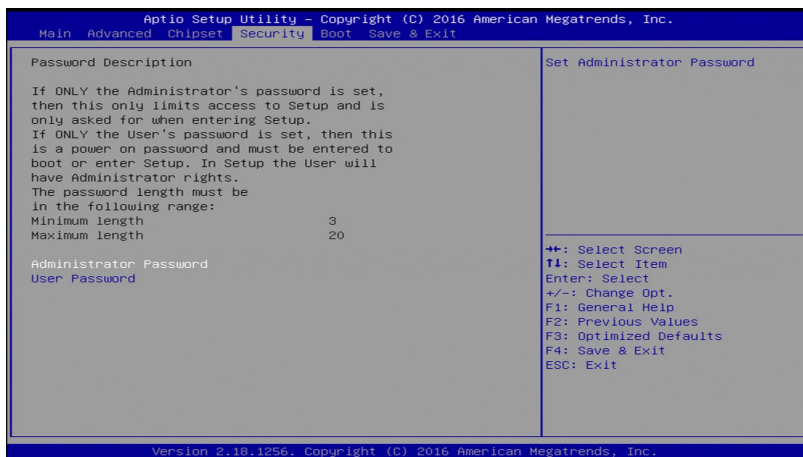 Aptio Setup Utility – Copyright (C) 2016 American Megatrends, Inc.
Main Advanced Chipset Security Boot Save & Exit
Password Description
If ONLY the Administrator's password is set,
then this only limits access to Setup and is
only asked for when entering Setup.
If ONLY the User's password is set, then this
is a power on password and must be entered to
boot or enter Setup. In Setup the User will
have Administrator rights.
The password length must be
in the following range:
Minimum length 3
Maximum length 20
Administrator Password
User Password
Set Administrator Password
→←: Select Screen
↑↓: Select Item
Enter: Select
+/-: Change Opt.
F1: General Help
F2: Previous Values
F3: Optimized Defaults
F4: Save & Exit
ESC: Exit
Version 2.18.1256. Copyright (C) 2016 American Megatrends, Inc.